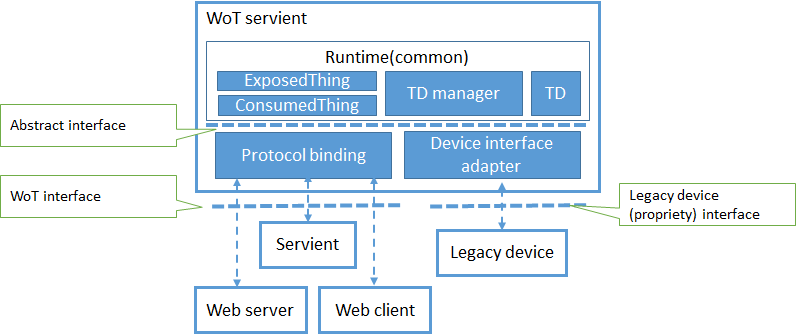 WoT servient
Runtime(common)
ExposedThing
ConsumedThing
TD manager
TD
Abstract interface
Protocol binding
Device interface
adapter
WoT interface
Legacy device
(propriety) interface
Servient
Legacy device
Web server
Web client